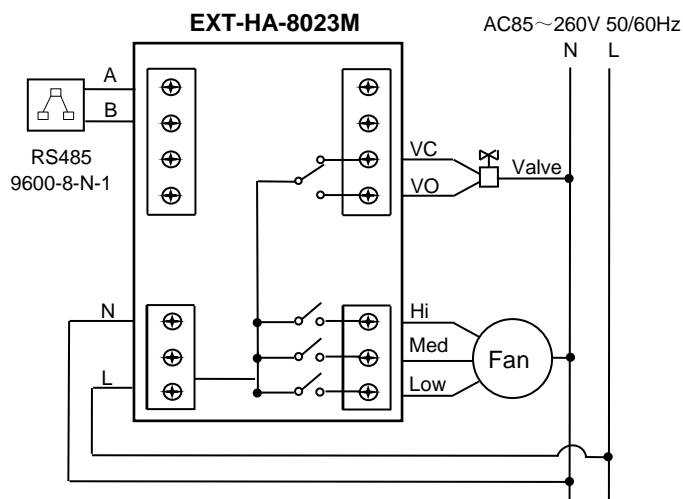 EXT-HA-8023M
AC85～260V 50/60Hz
N L
A
B
RS485
9600-8-N-1
VC
VO
Valve
N
L
Hi
Med
Low
Fan